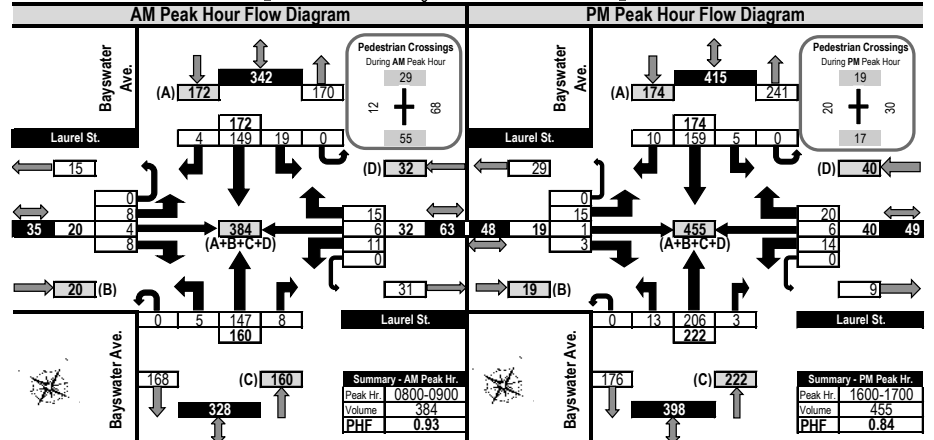 AM Peak Hour Flow Diagram
Bayswater Ave.
(A) 172 342 170
Pedestrian Crossings
During AM Peak Hour
29
12 68
55
172
4 149 19 0
Laurel St.
15
(D) 32
0
8
4
8
35 20
384
(A+B+C+D)
15
6
11
0
32 63
20 (B)
31
0 5 147 8
160
Laurel St.
Bayswater Ave.
168 (C) 160
328
Summary - AM Peak Hr.
Peak Hr. 0800-0900
Volume 384
PHF 0.93
PM Peak Hour Flow Diagram
Bayswater Ave.
(A) 174 415 241
Pedestrian Crossings
During PM Peak Hour
19
20 30
17
174
10 159 5 0
Laurel St.
29
(D) 40
0
15
1
3
48 19
455
(A+B+C+D)
20
6
14
0
40 49
19 (B)
9
0 13 206 3
222
Laurel St.
Bayswater Ave.
176 (C) 222
398
Summary - PM Peak Hr.
Peak Hr. 1600-1700
Volume 455
PHF 0.84